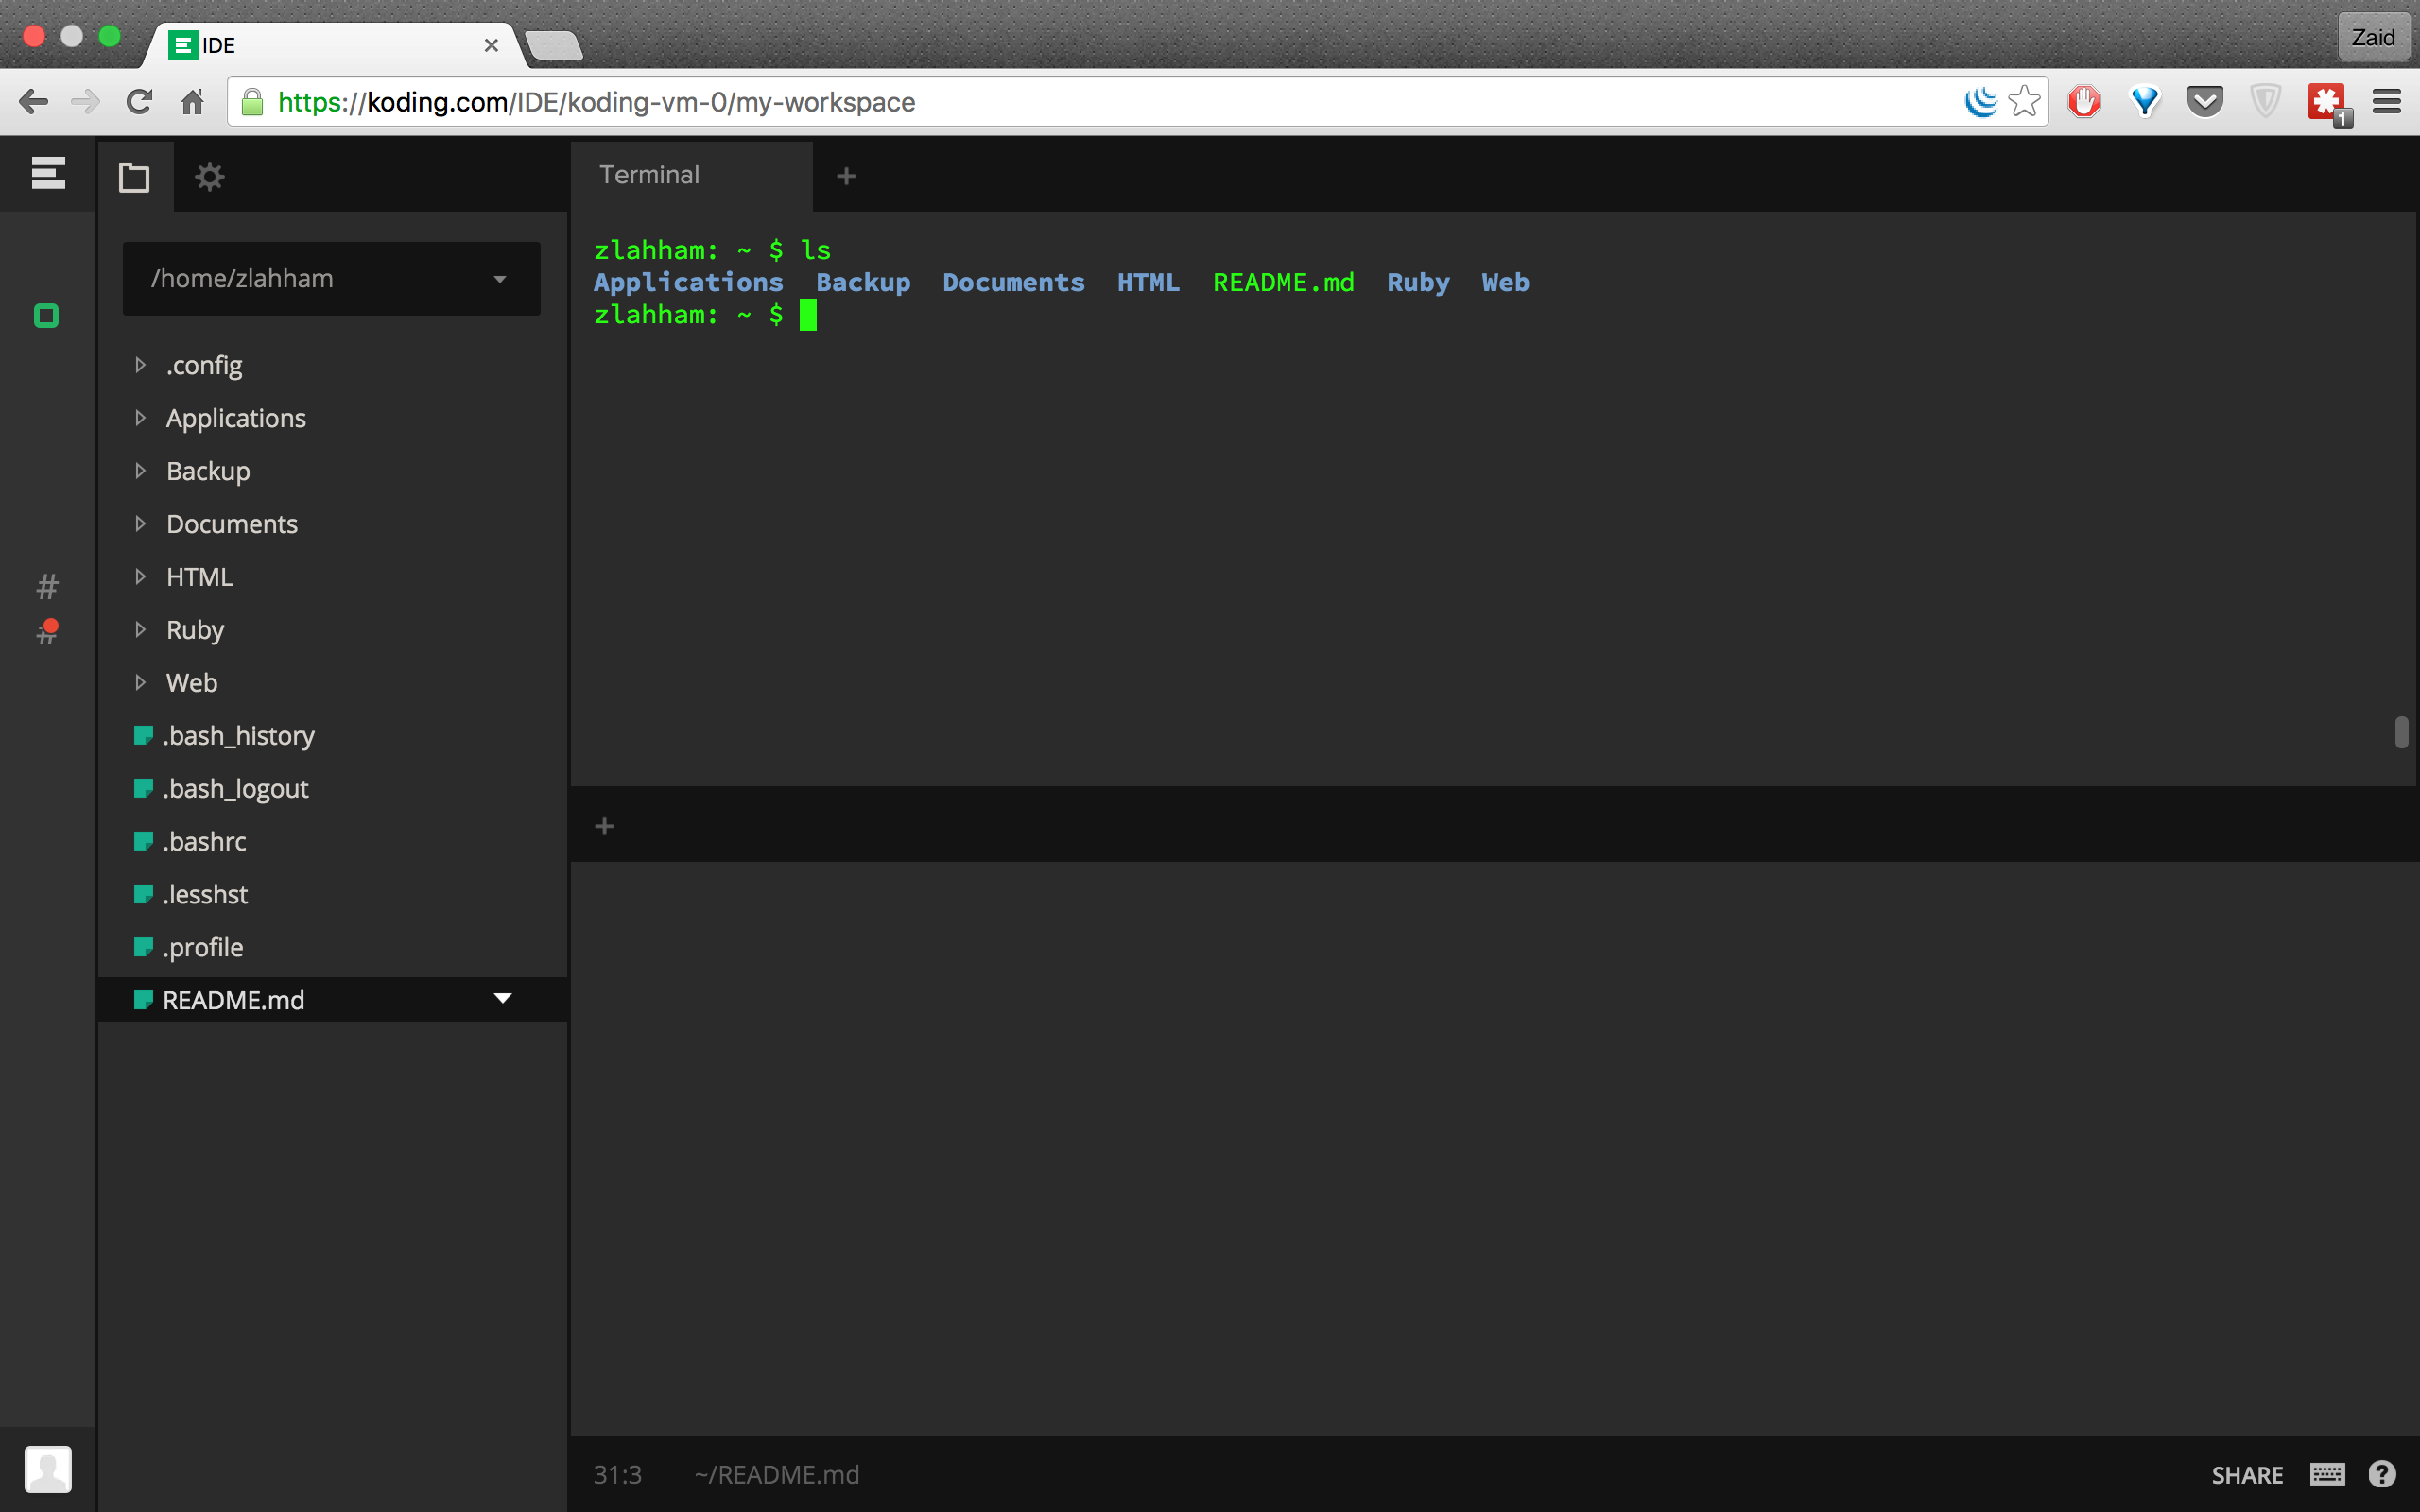 IDE
Zaid
https://koding.com/IDE/koding-vm-0/my-workspace
1
Terminal
/home/zlahham
.config
Applications
Backup
Documents
HTML
Ruby
Web
.bash_history
.bash_logout
.bashrc
.lesshst
.profile
README.md
zlahham: ~ $ ls
Applications Backup Documents HTML README.md Ruby Web
zlahham: ~ $
#
#
31:3 ~/README.md
SHARE